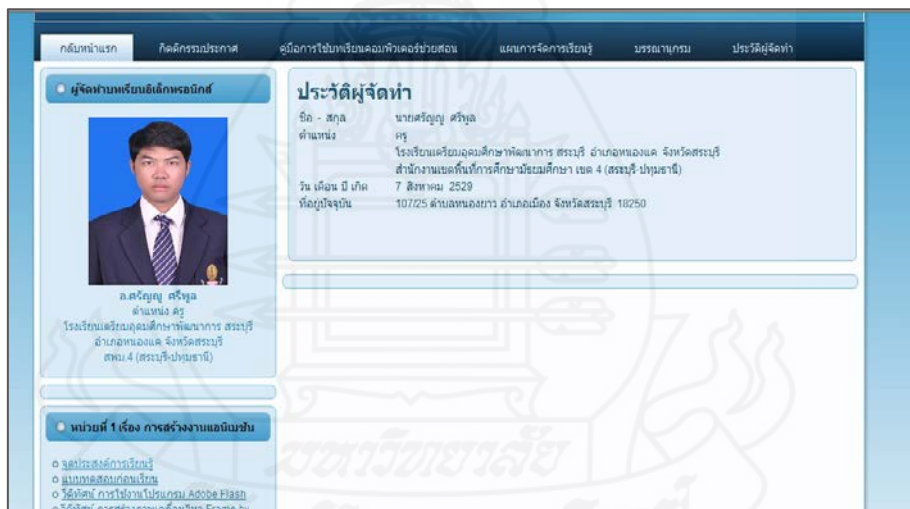 กลับหน้าแรก กิตติกรรมประกาศ คู่มือการใช้บทเรียนคอมพิวเตอร์ช่วยสอน แผนการจัดการเรียนรู้ บรรณานุกรม ประวัติผู้จัดทำ
ผู้จัดทำบทเรียนอิเล็กทรอนิกส์
อ.ศรัญญู ศรีพูล
ตำแหน่ง ครู
โรงเรียนเตรียมอุดมศึกษาพัฒนาการ สระบุรี
อำเภอหนองแค จังหวัดสระบุรี
สพม.4 (สระบุรี-ปทุมธานี)
หน่วยที่ 1 เรื่อง การสร้างงานแอนิเมชัน
จุดประสงค์การเรียนรู้
แบบทดสอบก่อนเรียน
วิดีทัศน์ การใช้งานโปรแกรม Adobe Flash
ประวัติผู้จัดทำ
ชื่อ - สกุล นายศรัญญู ศรีพูล
ตำแหน่ง ครู
โรงเรียนเตรียมอุดมศึกษาพัฒนาการ สระบุรี อำเภอหนองแค จังหวัดสระบุรี
สำนักงานเขตพื้นที่การศึกษามัธยมศึกษา เขต 4 (สระบุรี-ปทุมธานี)
วัน เดือน ปี เกิด 7 สิงหาคม 2529
ที่อยู่ปัจจุบัน 107/25 ตำบลหนองยาว อำเภอเมือง จังหวัดสระบุรี 18250